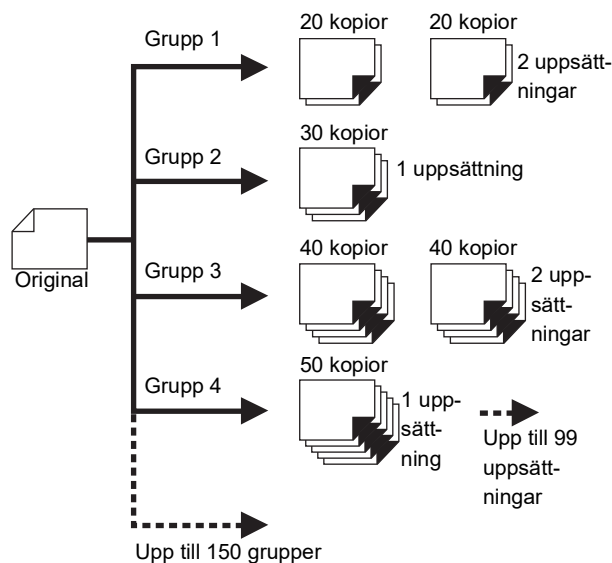 Grupp 1
20 kopior
20 kopior
2 uppsätt-
ningar
Grupp 2
30 kopior
1 uppsättning
Original
Grupp 3
40 kopior
40 kopior
2 upp-
sätt-
ningar
Grupp 4
50 kopior
1 upp-
sätt-
ning
Upp till 99
uppsätt-
ningar
Upp till 150 grupper